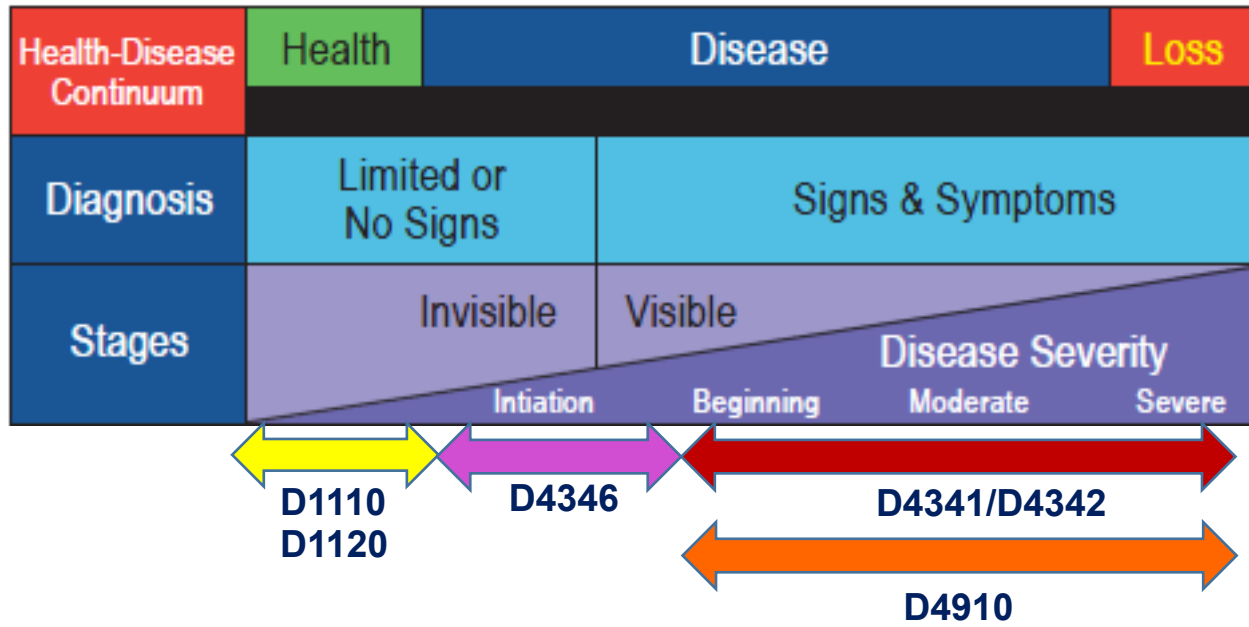 Health-Disease
Continuum
Health
Disease
Loss
Diagnosis
Limited or
No Signs
Signs & Symptoms
Stages
Invisible
Visible
Disease Severity
Intiation
Beginning
Moderate
Severe
D1110
D1120
D4346
D4341/D4342
D4910